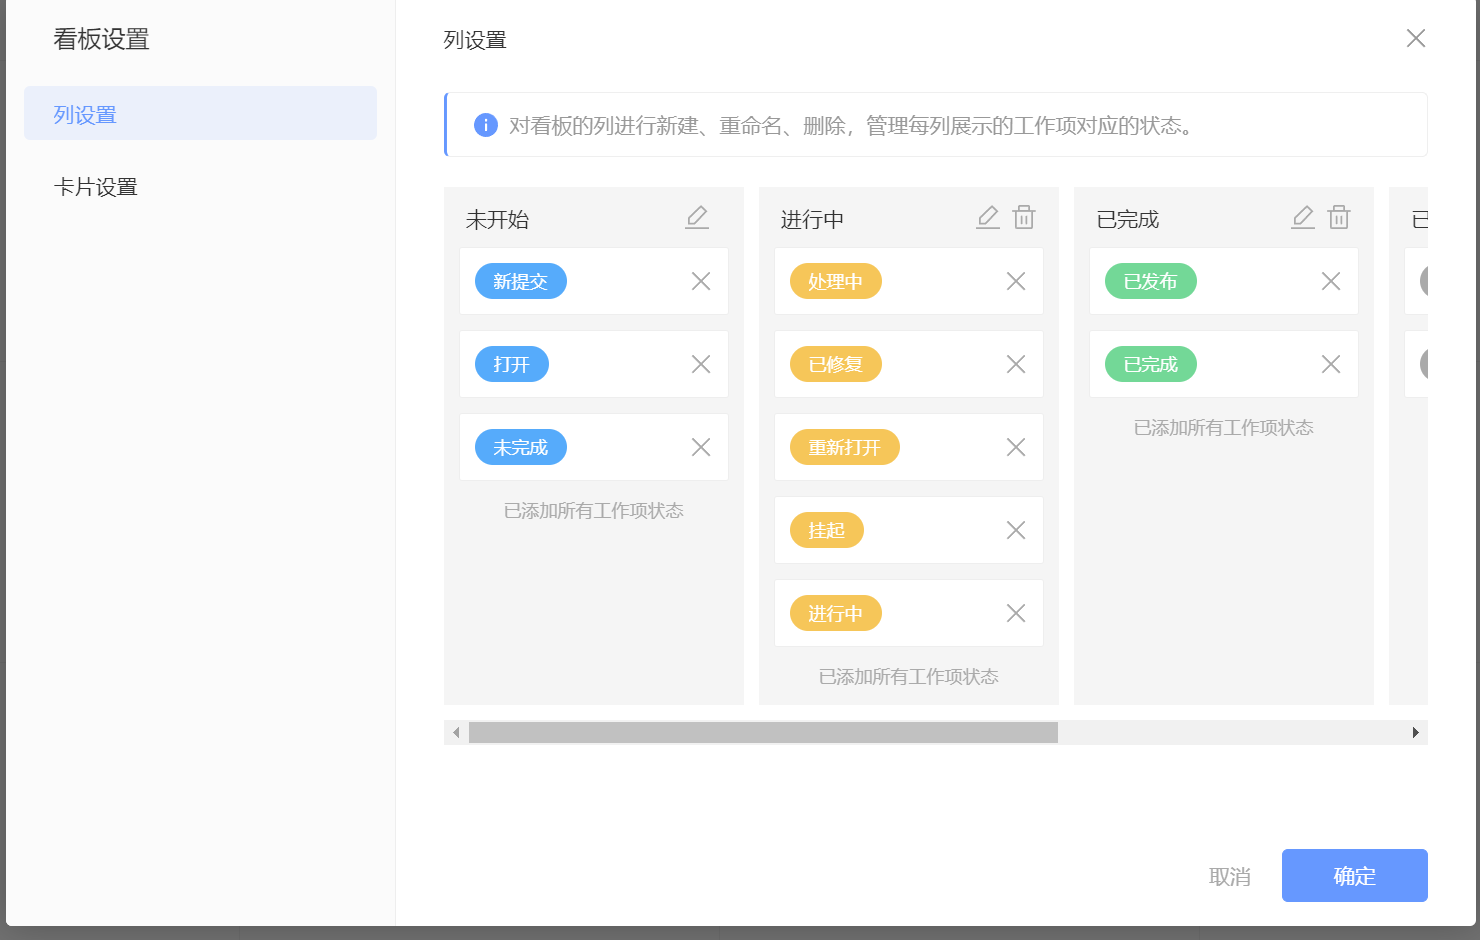 看板设置
列设置
卡片设置
列设置
对看板的列进行新建、重命名、删除，管理每列展示的工作项对应的状态。
未开始
新提交
打开
未完成
已添加所有工作项状态
进行中
处理中
已修复
重新打开
挂起
进行中
已添加所有工作项状态
已完成
已发布
已完成
已添加所有工作项状态
已
取消
确定